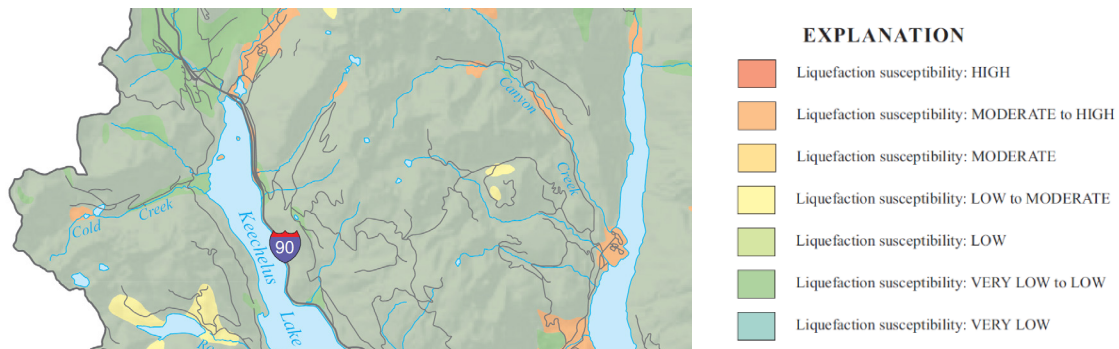 EXPLANATION
Liquefaction susceptibility: HIGH
Liquefaction susceptibility: MODERATE to HIGH
Liquefaction susceptibility: MODERATE
Liquefaction susceptibility: LOW to MODERATE
Liquefaction susceptibility: LOW
Liquefaction susceptibility: VERY LOW to LOW
Liquefaction susceptibility: VERY LOW
Canyon
Creek
Cold
Creek
Keechelus
90
Lake